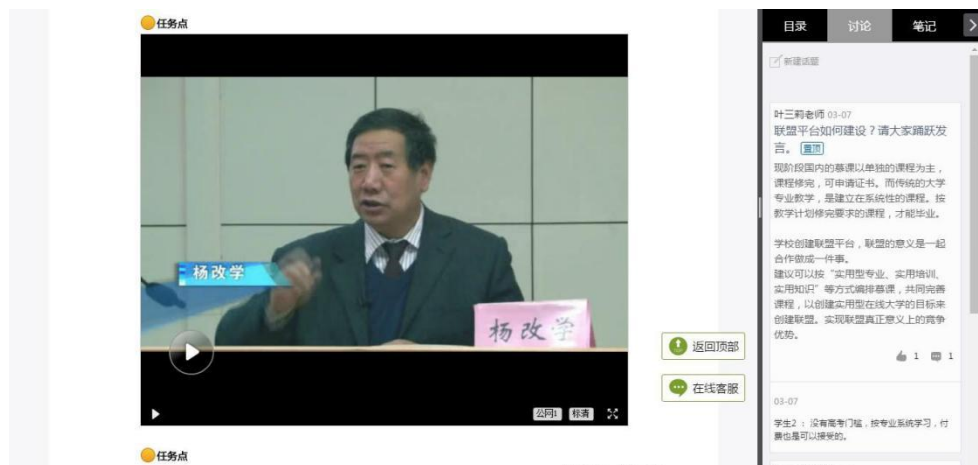 任务点
杨改学
杨改学
公网1 标清
返回顶部
在线客服
任务点
目录 讨论 笔记
新建话题
叶三莉老师 03-07
联盟平台如何建设？请大家踊跃发
言。 置顶
现阶段国内的慕课以单独的课程为主，
课程修完，可申请证书。而传统的大学
专业教学，是建立在系统性的课程。按
教学计划修完要求的课程，才能毕业。
学校创建联盟平台，联盟的意义是一起
合作做成一件事。
建议可以按“实用型专业、实用培训、
实用知识”等方式编排慕课，共同完善
课程，以创建实用型在线大学的目标来
创建联盟。实现联盟真正意义上的竞争
优势。
1 1
03-07
学生2 ： 没有高考门槛，按专业系统学习，付
费也是可以接受的。